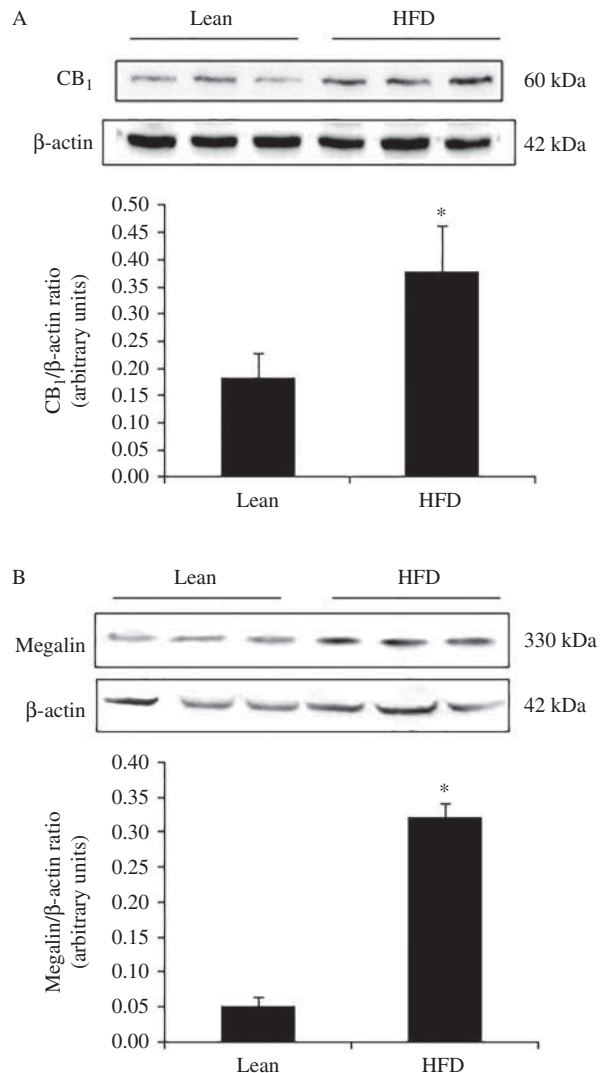 A
Lean HFD
CB₁ 60 kDa
β-actin 42 kDa
CB₁/β-actin ratio
(arbitrary units)
0.50
0.45
0.40
0.35
0.30
0.25
0.20
0.15
0.10
0.05
0.00
*
Lean HFD
B
Lean HFD
Megalin 330 kDa
β-actin 42 kDa
Megalin/β-actin ratio
(arbitrary units)
0.40
0.35
0.30
0.25
0.20
0.15
0.10
0.05
0.00
*
Lean HFD